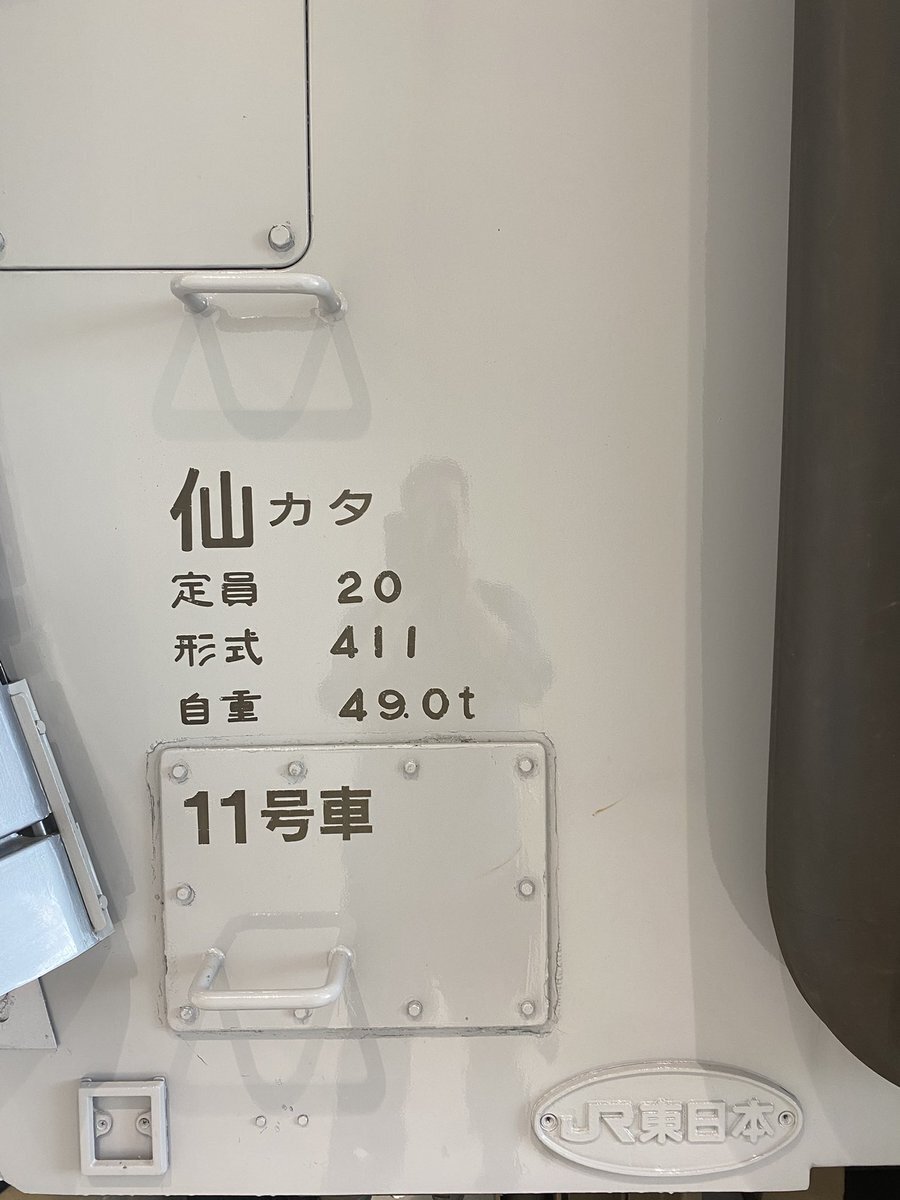 仙カタ
定員 20
形式 411
自重 49.0t
11号車
JR東日本